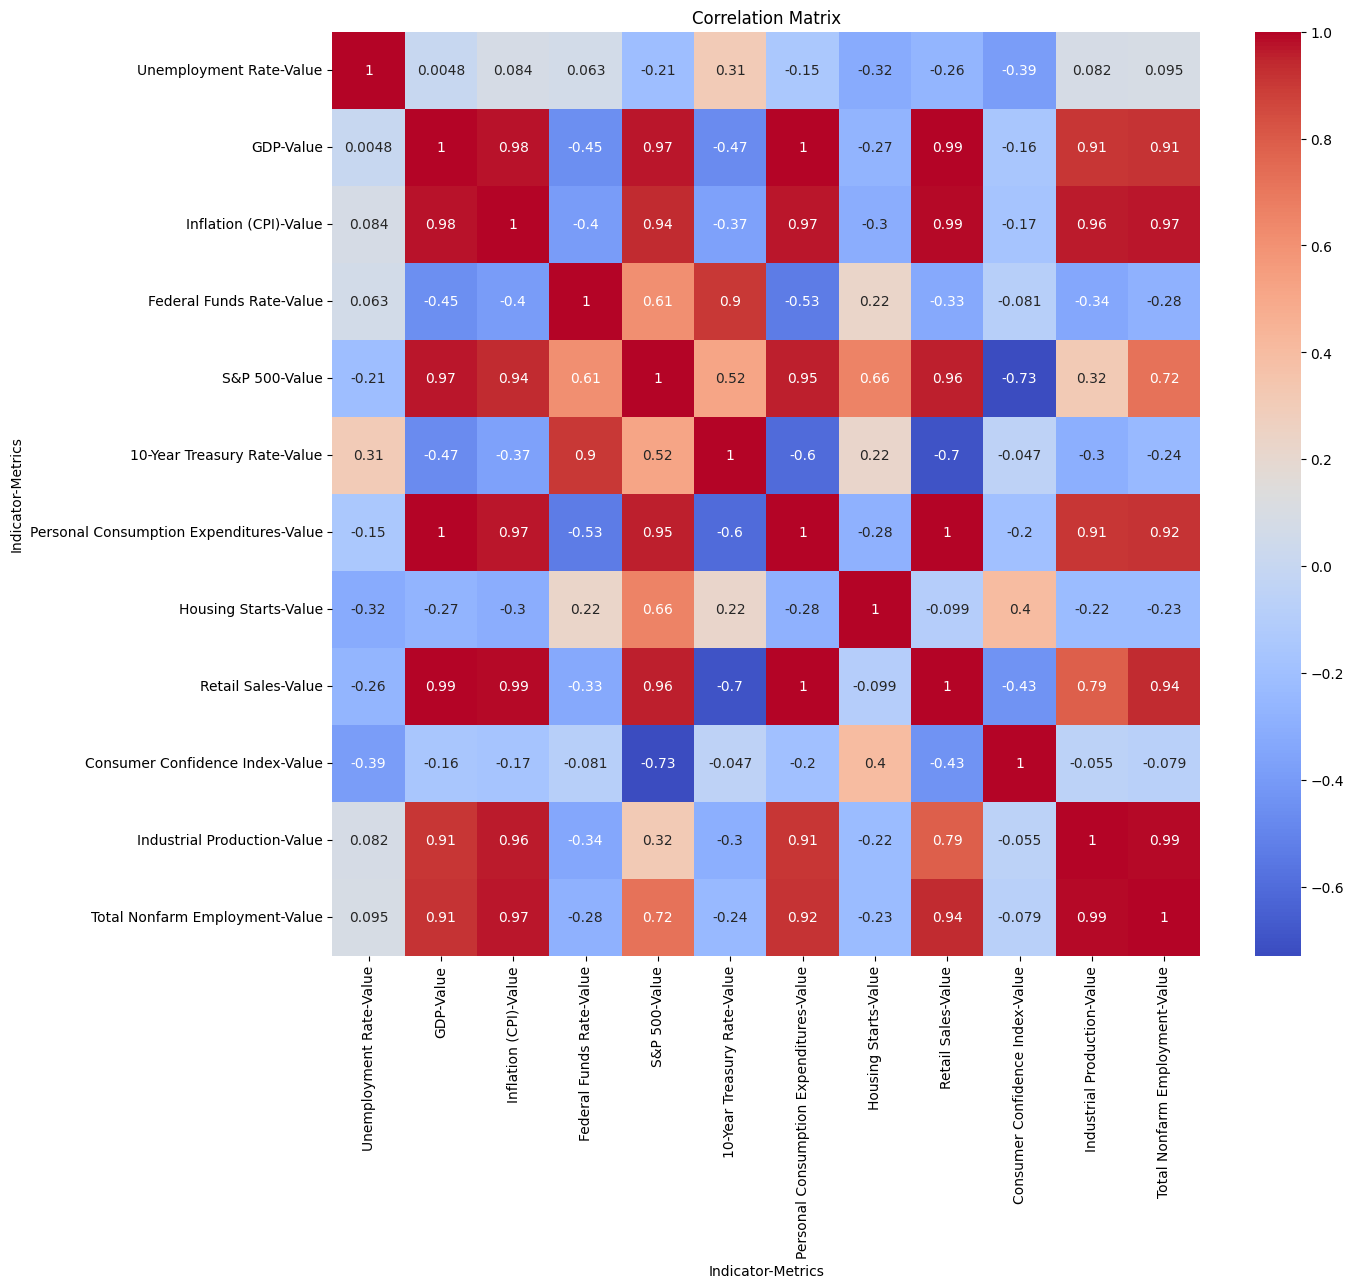 Correlation Matrix
Indicator-Metrics
Unemployment Rate-Value 1 0.0048 0.084 0.063 -0.21 0.31 -0.15 -0.32 -0.26 -0.39 0.082 0.095
GDP-Value 0.0048 1 0.98 -0.45 0.97 -0.47 1 -0.27 0.99 -0.16 0.91 0.91
Inflation (CPI)-Value 0.084 0.98 1 -0.4 0.94 -0.37 0.97 -0.3 0.99 -0.17 0.96 0.97
Federal Funds Rate-Value 0.063 -0.45 -0.4 1 0.61 0.9 -0.53 0.22 -0.33 -0.081 -0.34 -0.28
S&P 500-Value -0.21 0.97 0.94 0.61 1 0.52 0.95 0.66 0.96 -0.73 0.32 0.72
10-Year Treasury Rate-Value 0.31 -0.47 -0.37 0.9 0.52 1 -0.6 0.22 -0.7 -0.047 -0.3 -0.24
Personal Consumption Expenditures-Value -0.15 1 0.97 -0.53 0.95 -0.6 1 -0.28 1 -0.2 0.91 0.92
Housing Starts-Value -0.32 -0.27 -0.3 0.22 0.66 0.22 -0.28 1 -0.099 0.4 -0.22 -0.23
Retail Sales-Value -0.26 0.99 0.99 -0.33 0.96 -0.7 1 -0.099 1 -0.43 0.79 0.94
Consumer Confidence Index-Value -0.39 -0.16 -0.17 -0.081 -0.73 -0.047 -0.2 0.4 -0.43 1 -0.055 -0.079
Industrial Production-Value 0.082 0.91 0.96 -0.34 0.32 -0.3 0.91 -0.22 0.79 -0.055 1 0.99
Total Nonfarm Employment-Value 0.095 0.91 0.97 -0.28 0.72 -0.24 0.92 -0.23 0.94 -0.079 0.99 1
Unemployment Rate-Value
GDP-Value
Inflation (CPI)-Value
Federal Funds Rate-Value
S&P 500-Value
10-Year Treasury Rate-Value
Personal Consumption Expenditures-Value
Housing Starts-Value
Retail Sales-Value
Consumer Confidence Index-Value
Industrial Production-Value
Total Nonfarm Employment-Value
Indicator-Metrics
1.0
0.8
0.6
0.4
0.2
0.0
−0.2
−0.4
−0.6